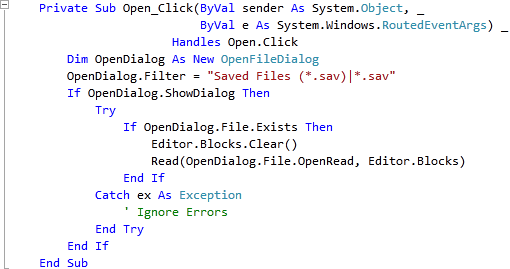 Private Sub Open_Click(ByVal sender As System.Object, _
ByVal e As System.Windows.RoutedEventArgs) _
Handles Open.Click
Dim OpenDialog As New OpenFileDialog
OpenDialog.Filter = "Saved Files (*.sav)|*.sav"
If OpenDialog.ShowDialog Then
Try
If OpenDialog.File.Exists Then
Editor.Blocks.Clear()
Read(OpenDialog.File.OpenRead, Editor.Blocks)
End If
Catch ex As Exception
' Ignore Errors
End Try
End If
End Sub